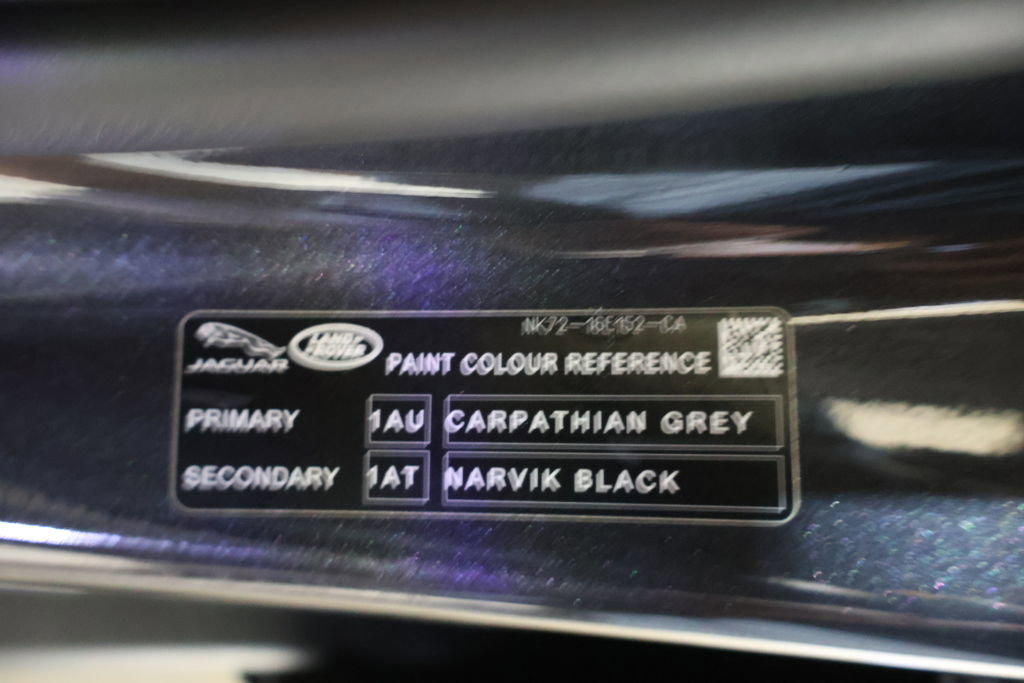 NK72-16E152-CA
JAGUAR LAND ROVER PAINT COLOUR REFERENCE
PRIMARY 1AU CARPATHIAN GREY
SECONDARY 1AT NARVIK BLACK